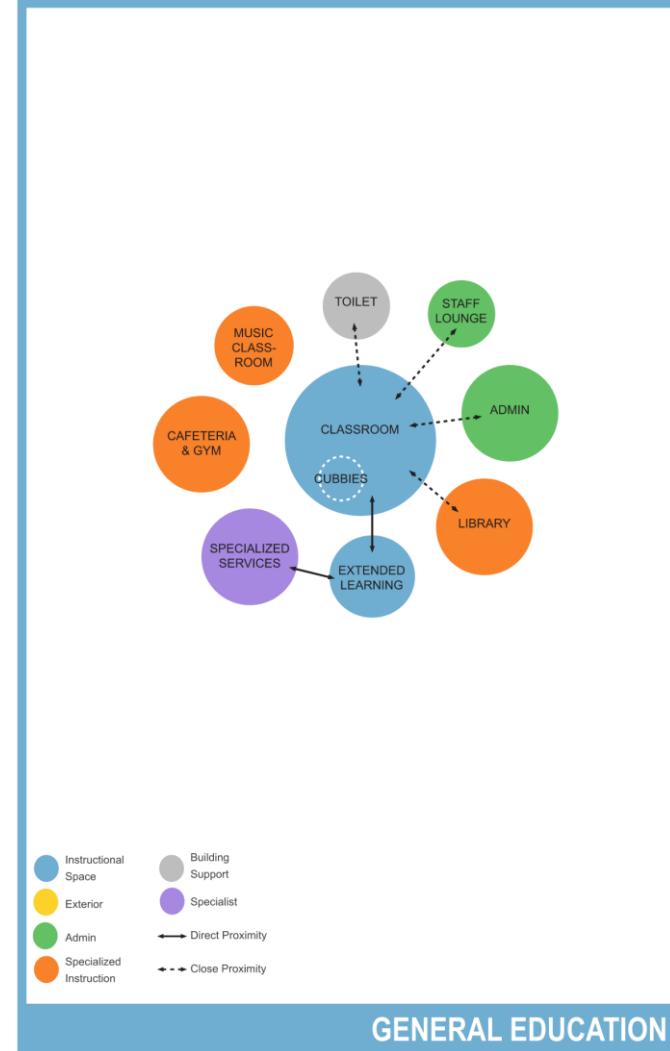 TOILET
STAFF
LOUNGE
MUSIC
CLASS-
ROOM
ADMIN
CLASSROOM
CAFETERIA
& GYM
CUBBIES
LIBRARY
SPECIALIZED
SERVICES
EXTENDED
LEARNING
Instructional
Space
Exterior
Admin
Specialized
Instruction
Building
Support
Specialist
Direct Proximity
Close Proximity
GENERAL EDUCATION